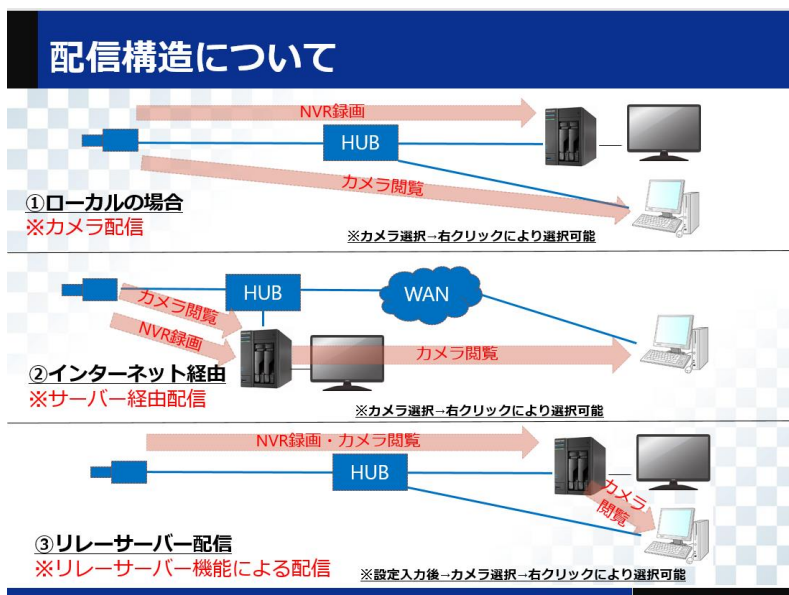 配信構造について
NVR録画
HUB
カメラ閲覧
①ローカルの場合
※カメラ配信
※カメラ選択→右クリックにより選択可能
カメラ閲覧
HUB
WAN
NVR録画
カメラ閲覧
②インターネット経由
※サーバー経由配信
※カメラ選択→右クリックにより選択可能
NVR録画・カメラ閲覧
HUB
カメラ
閲覧
③リレーサーバー配信
※リレーサーバー機能による配信
※設定入力後→カメラ選択→右クリックにより選択可能